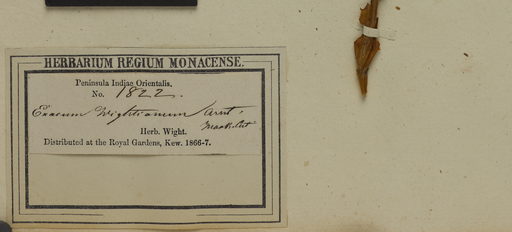 HERBARIUM REGIUM MONACENSE.
Peninsula Indiae Orientalis.
No. 1822.
Exacum Wightianum Arnt.
Herb. Wight.
Distributed at the Royal Gardens, Kew. 1866-7.